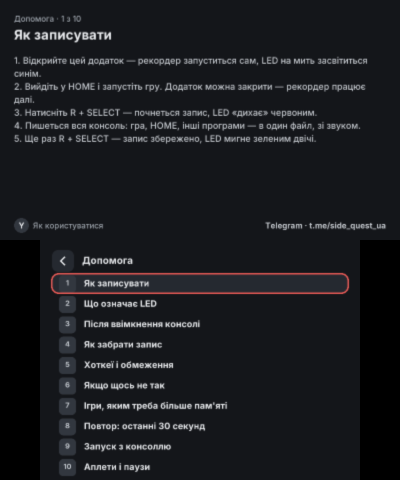 Допомога · 1 з 10
Як записувати
1. Відкрийте цей додаток — рекордер запуститься сам, LED на мить засвітиться
синім.
2. Вийдіть у HOME і запустіть гру. Додаток можна закрити — рекордер працює
далі.
3. Натисніть R + SELECT — почнеться запис, LED «дихає» червоним.
4. Пишеться вся консоль: гра, HOME, інші програми — в один файл, зі звуком.
5. Ще раз R + SELECT — запис збережено, LED мигне зеленим двічі.
Y Як користуватися
Telegram · t.me/side_quest_ua
Допомога
1 Як записувати
2 Що означає LED
3 Після ввімкнення консолі
4 Як забрати запис
5 Хоткеї і обмеження
6 Якщо щось не так
7 Ігри, яким треба більше пам'яті
8 Повтор: останні 30 секунд
9 Запуск з консоллю
10 Аплети і паузи